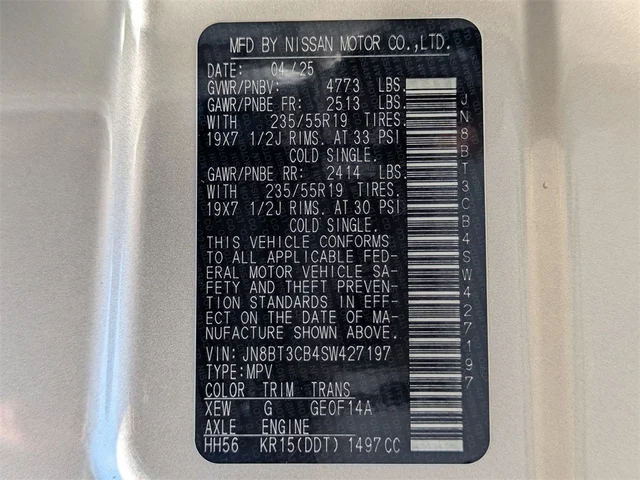 MFD BY NISSAN MOTOR CO.,LTD.
DATE: 04/25
GVWR/PNBV: 4773 LBS.
GAWR/PNBE FR: 2513 LBS.
WITH 235/55R19 TIRES.
19X7 1/2J RIMS. AT 33 PSI
COLD SINGLE.
GAWR/PNBE RR: 2414 LBS.
WITH 235/55R19 TIRES.
19X7 1/2J RIMS. AT 30 PSI
COLD SINGLE.
THIS VEHICLE CONFORMS
TO ALL APPLICABLE FED-
ERAL MOTOR VEHICLE SA-
FETY AND THEFT PREVEN-
TION STANDARDS IN EFF-
ECT ON THE DATE OF MA-
NUFACTURE SHOWN ABOVE.
VIN: JN8BT3CB4SW427197
TYPE: MPV
COLOR TRIM TRANS
XEW G GE0F14A
AXLE ENGINE
HH56 KR15(DDT) 1497CC
JN8BT3CB4SW427197